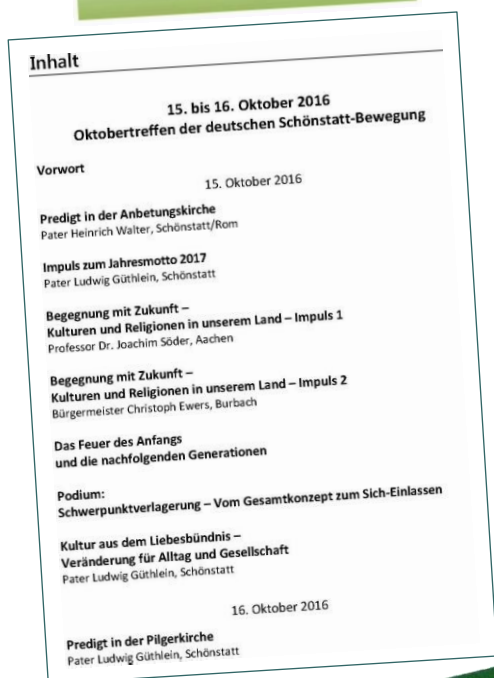 Inhalt
15. bis 16. Oktober 2016
Oktobertreffen der deutschen Schönstatt-Bewegung
Vorwort
15. Oktober 2016
Predigt in der Anbetungskirche
Pater Heinrich Walter, Schönstatt/Rom
Impuls zum Jahresmotto 2017
Pater Ludwig Güthlein, Schönstatt
Begegnung mit Zukunft –
Kulturen und Religionen in unserem Land – Impuls 1
Professor Dr. Joachim Söder, Aachen
Begegnung mit Zukunft –
Kulturen und Religionen in unserem Land – Impuls 2
Bürgermeister Christoph Ewers, Burbach
Das Feuer des Anfangs
und die nachfolgenden Generationen
Podium:
Schwerpunktverlagerung – Vom Gesamtkonzept zum Sich-Einlassen
Kultur aus dem Liebesbündnis –
Veränderung für Alltag und Gesellschaft
Pater Ludwig Güthlein, Schönstatt
16. Oktober 2016
Predigt in der Pilgerkirche
Pater Ludwig Güthlein, Schönstatt